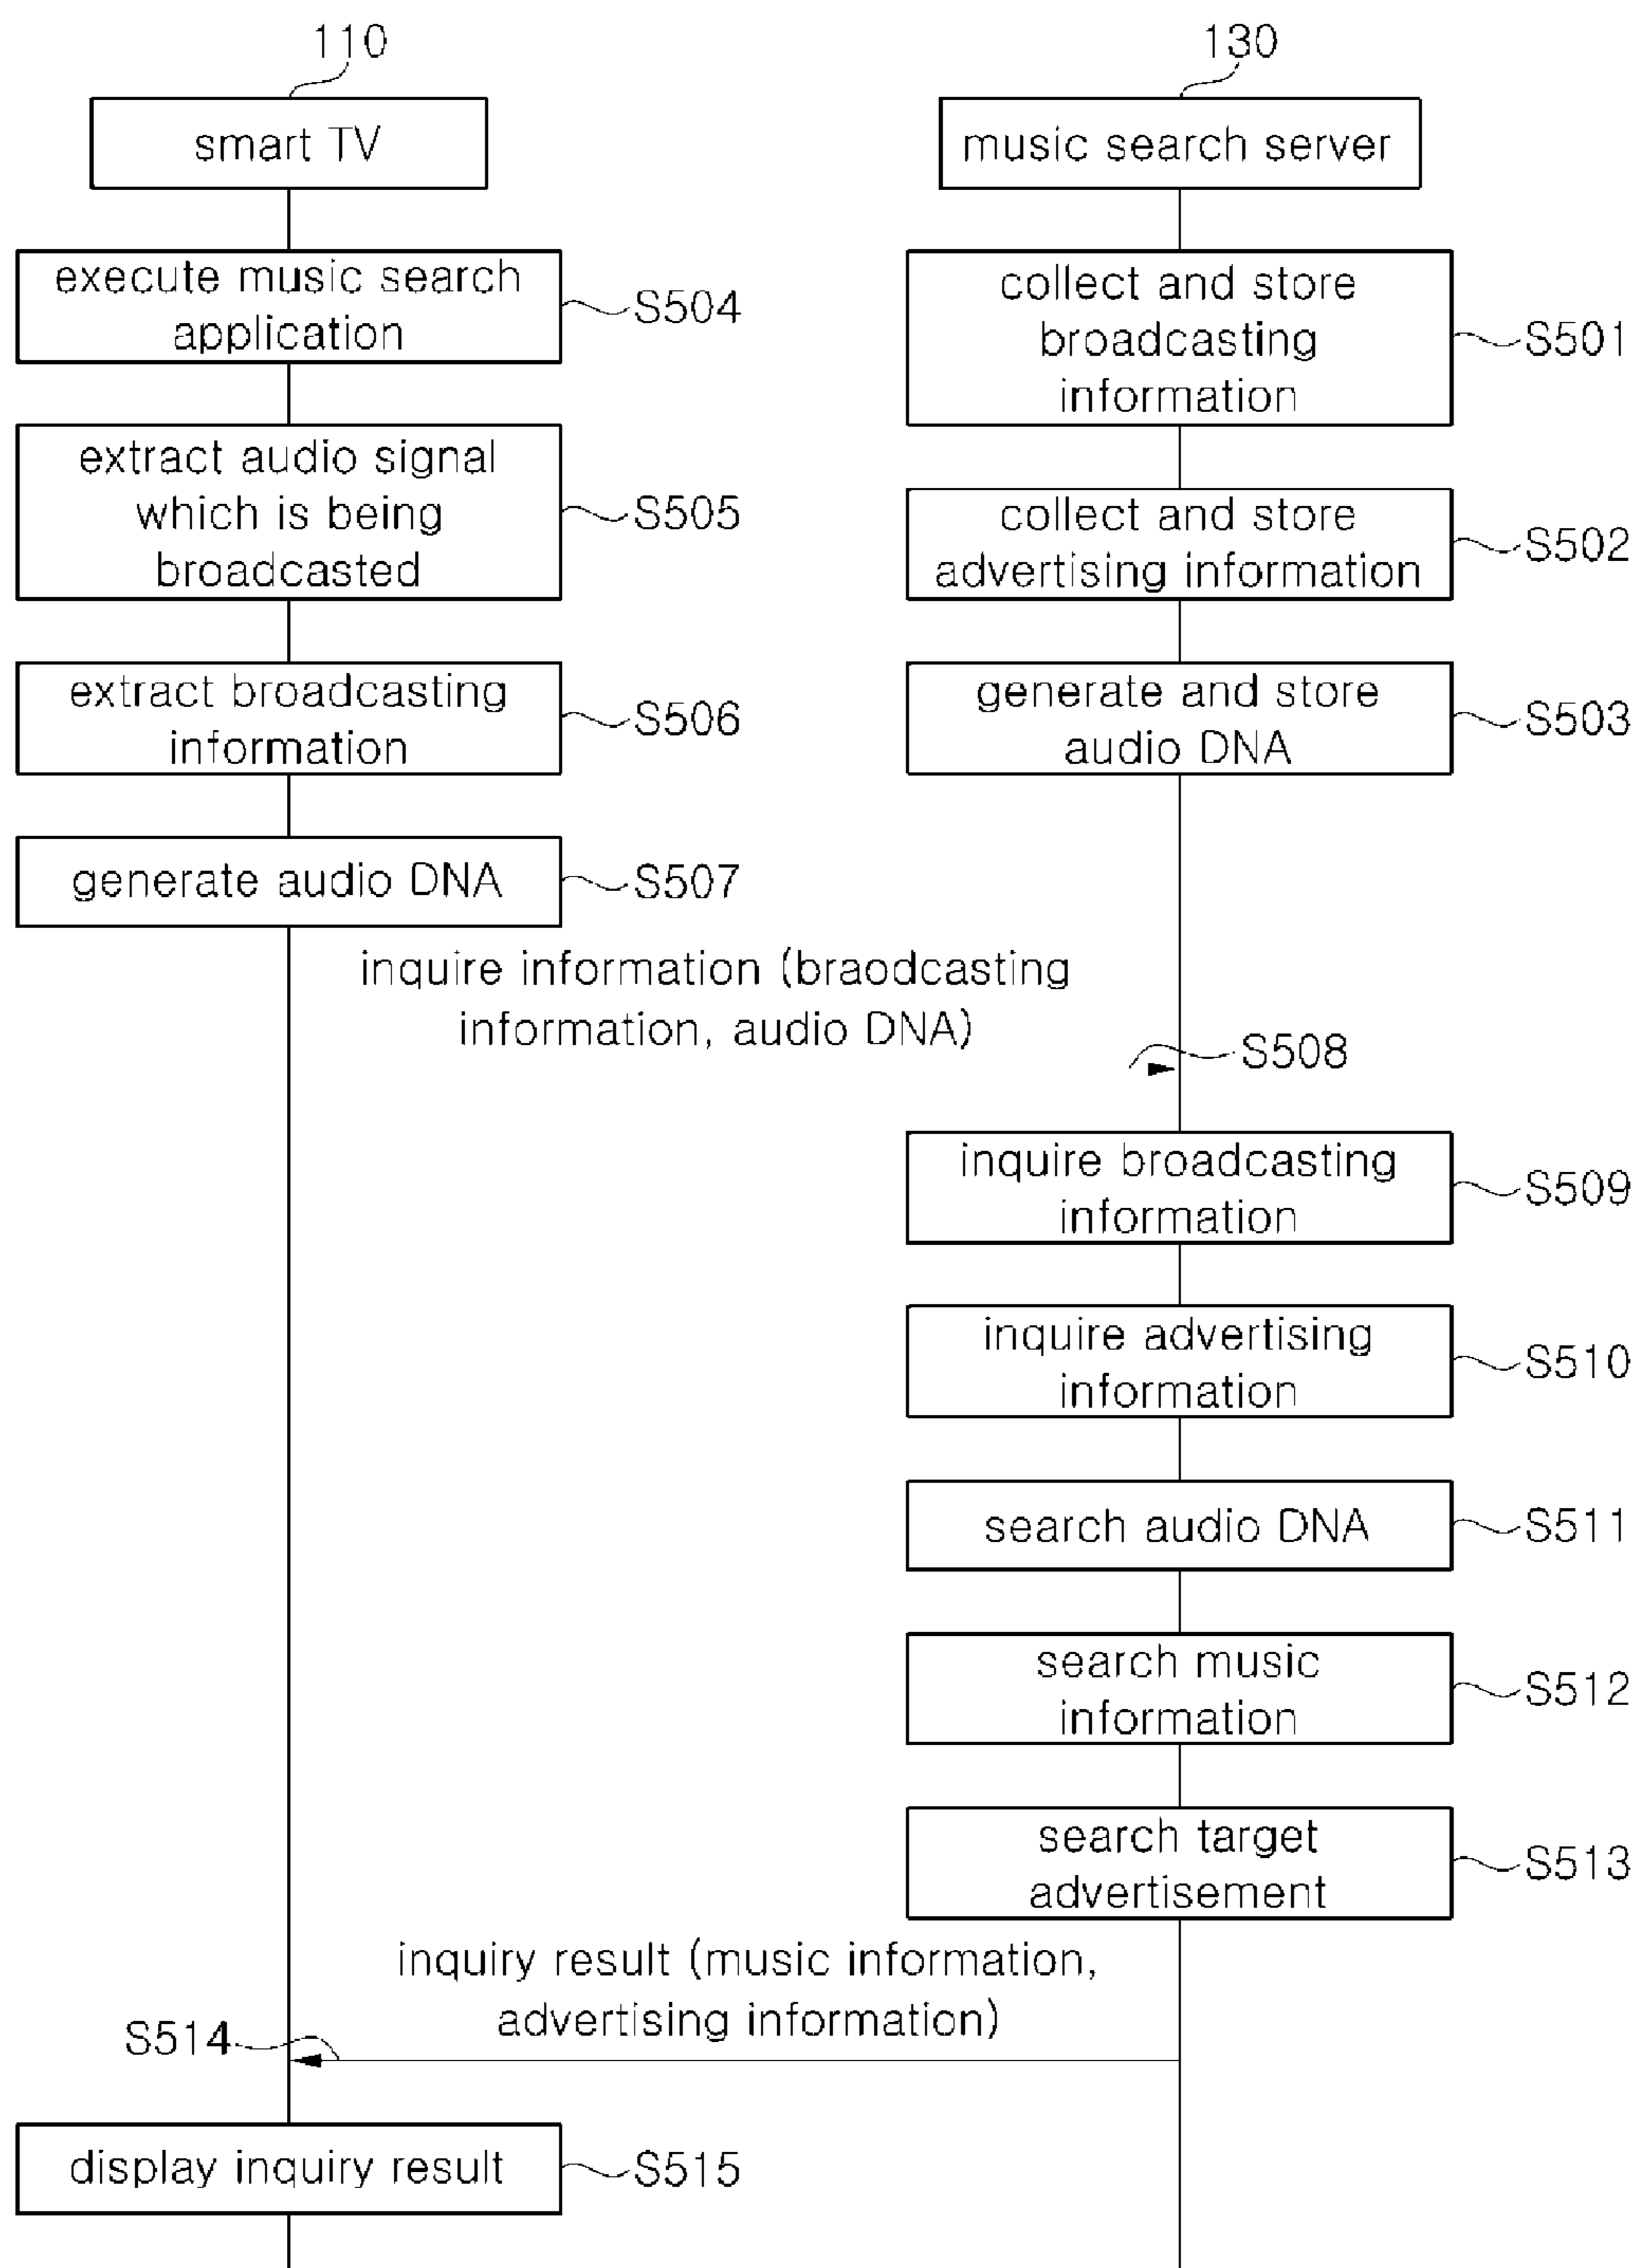 110
130
smart TV
music search server
execute music search
application
S504
collect and store
broadcasting
information
S501
extract audio signal
which is being
broadcasted
S505
collect and store
advertising information
S502
extract broadcasting
information
S506
generate and store
audio DNA
S503
generate audio DNA
S507
inquire information (braodcasting
information, audio DNA)
S508
inquire broadcasting
information
S509
inquire advertising
information
S510
search audio DNA
S511
search music
information
S512
search target
advertisement
S513
inquiry result (music information,
advertising information)
S514
display inquiry result
S515